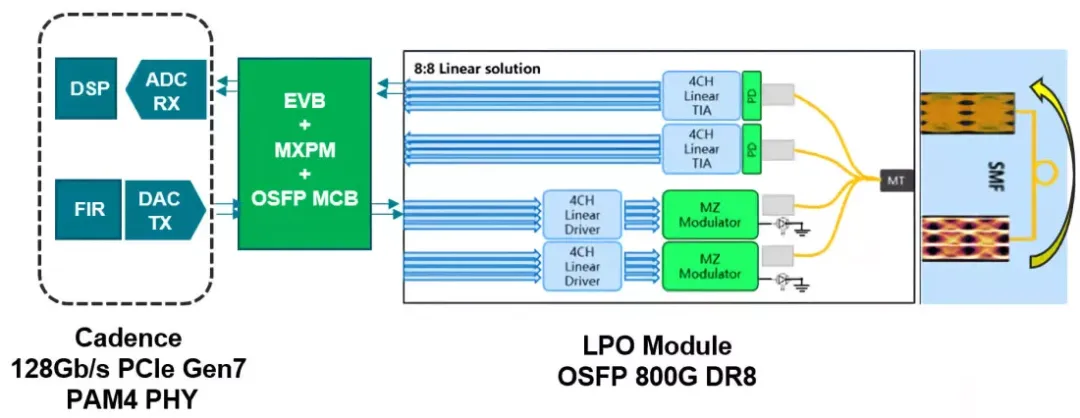 DSP
ADC
RX
FIR
DAC
TX
Cadence
128Gb/s PCIe Gen7
PAM4 PHY
EVB
+
MXPM
+
OSFP MCB
8:8 Linear solution
4CH
Linear
TIA
PD
4CH
Linear
TIA
PD
4CH
Linear
Driver
MZ
Modulator
4CH
Linear
Driver
MZ
Modulator
MT
LPO Module
OSFP 800G DR8
SMF